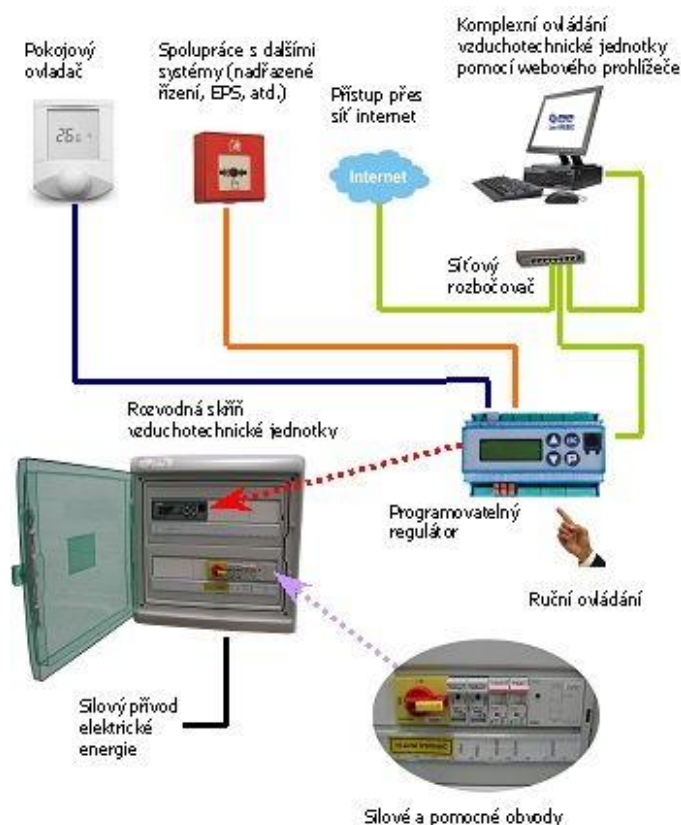 Pokojový
ovladač
Spolupráce s dalšími
systémy (nadřazené
řízení, EPS, atd.)
Přístup přes
síť internet
Komplexní ovládání
vzduchotechnické jednotky
pomocí webového prohlížeče
Internet
Síťový
rozbočovač
Rozvodná skříň
vzduchotechnické jednotky
Programovatelný
regulátor
Ruční ovládání
Silový přívod
elektrické
energie
Silové a pomocné obvody